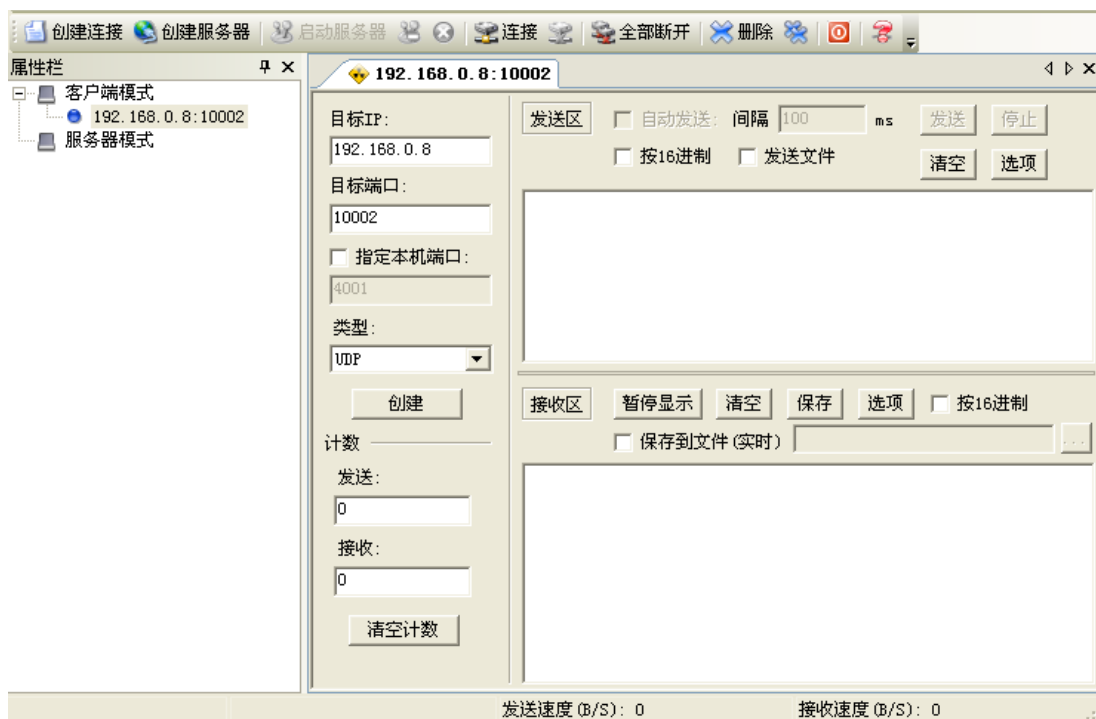 创建连接 创建服务器 启动服务器 连接 全部断开 删除
属性栏
客户端模式
192.168.0.8:10002
服务器模式
192.168.0.8:10002
目标IP:
192.168.0.8
目标端口:
10002
指定本机端口:
4001
类型:
UDP
创建
计数
发送:
0
接收:
0
清空计数
发送区 自动发送: 间隔 100 ms 发送 停止
按16进制 发送文件 清空 选项
接收区 暂停显示 清空 保存 选项 按16进制
保存到文件(实时) ...
发送速度(B/S): 0 接收速度(B/S): 0